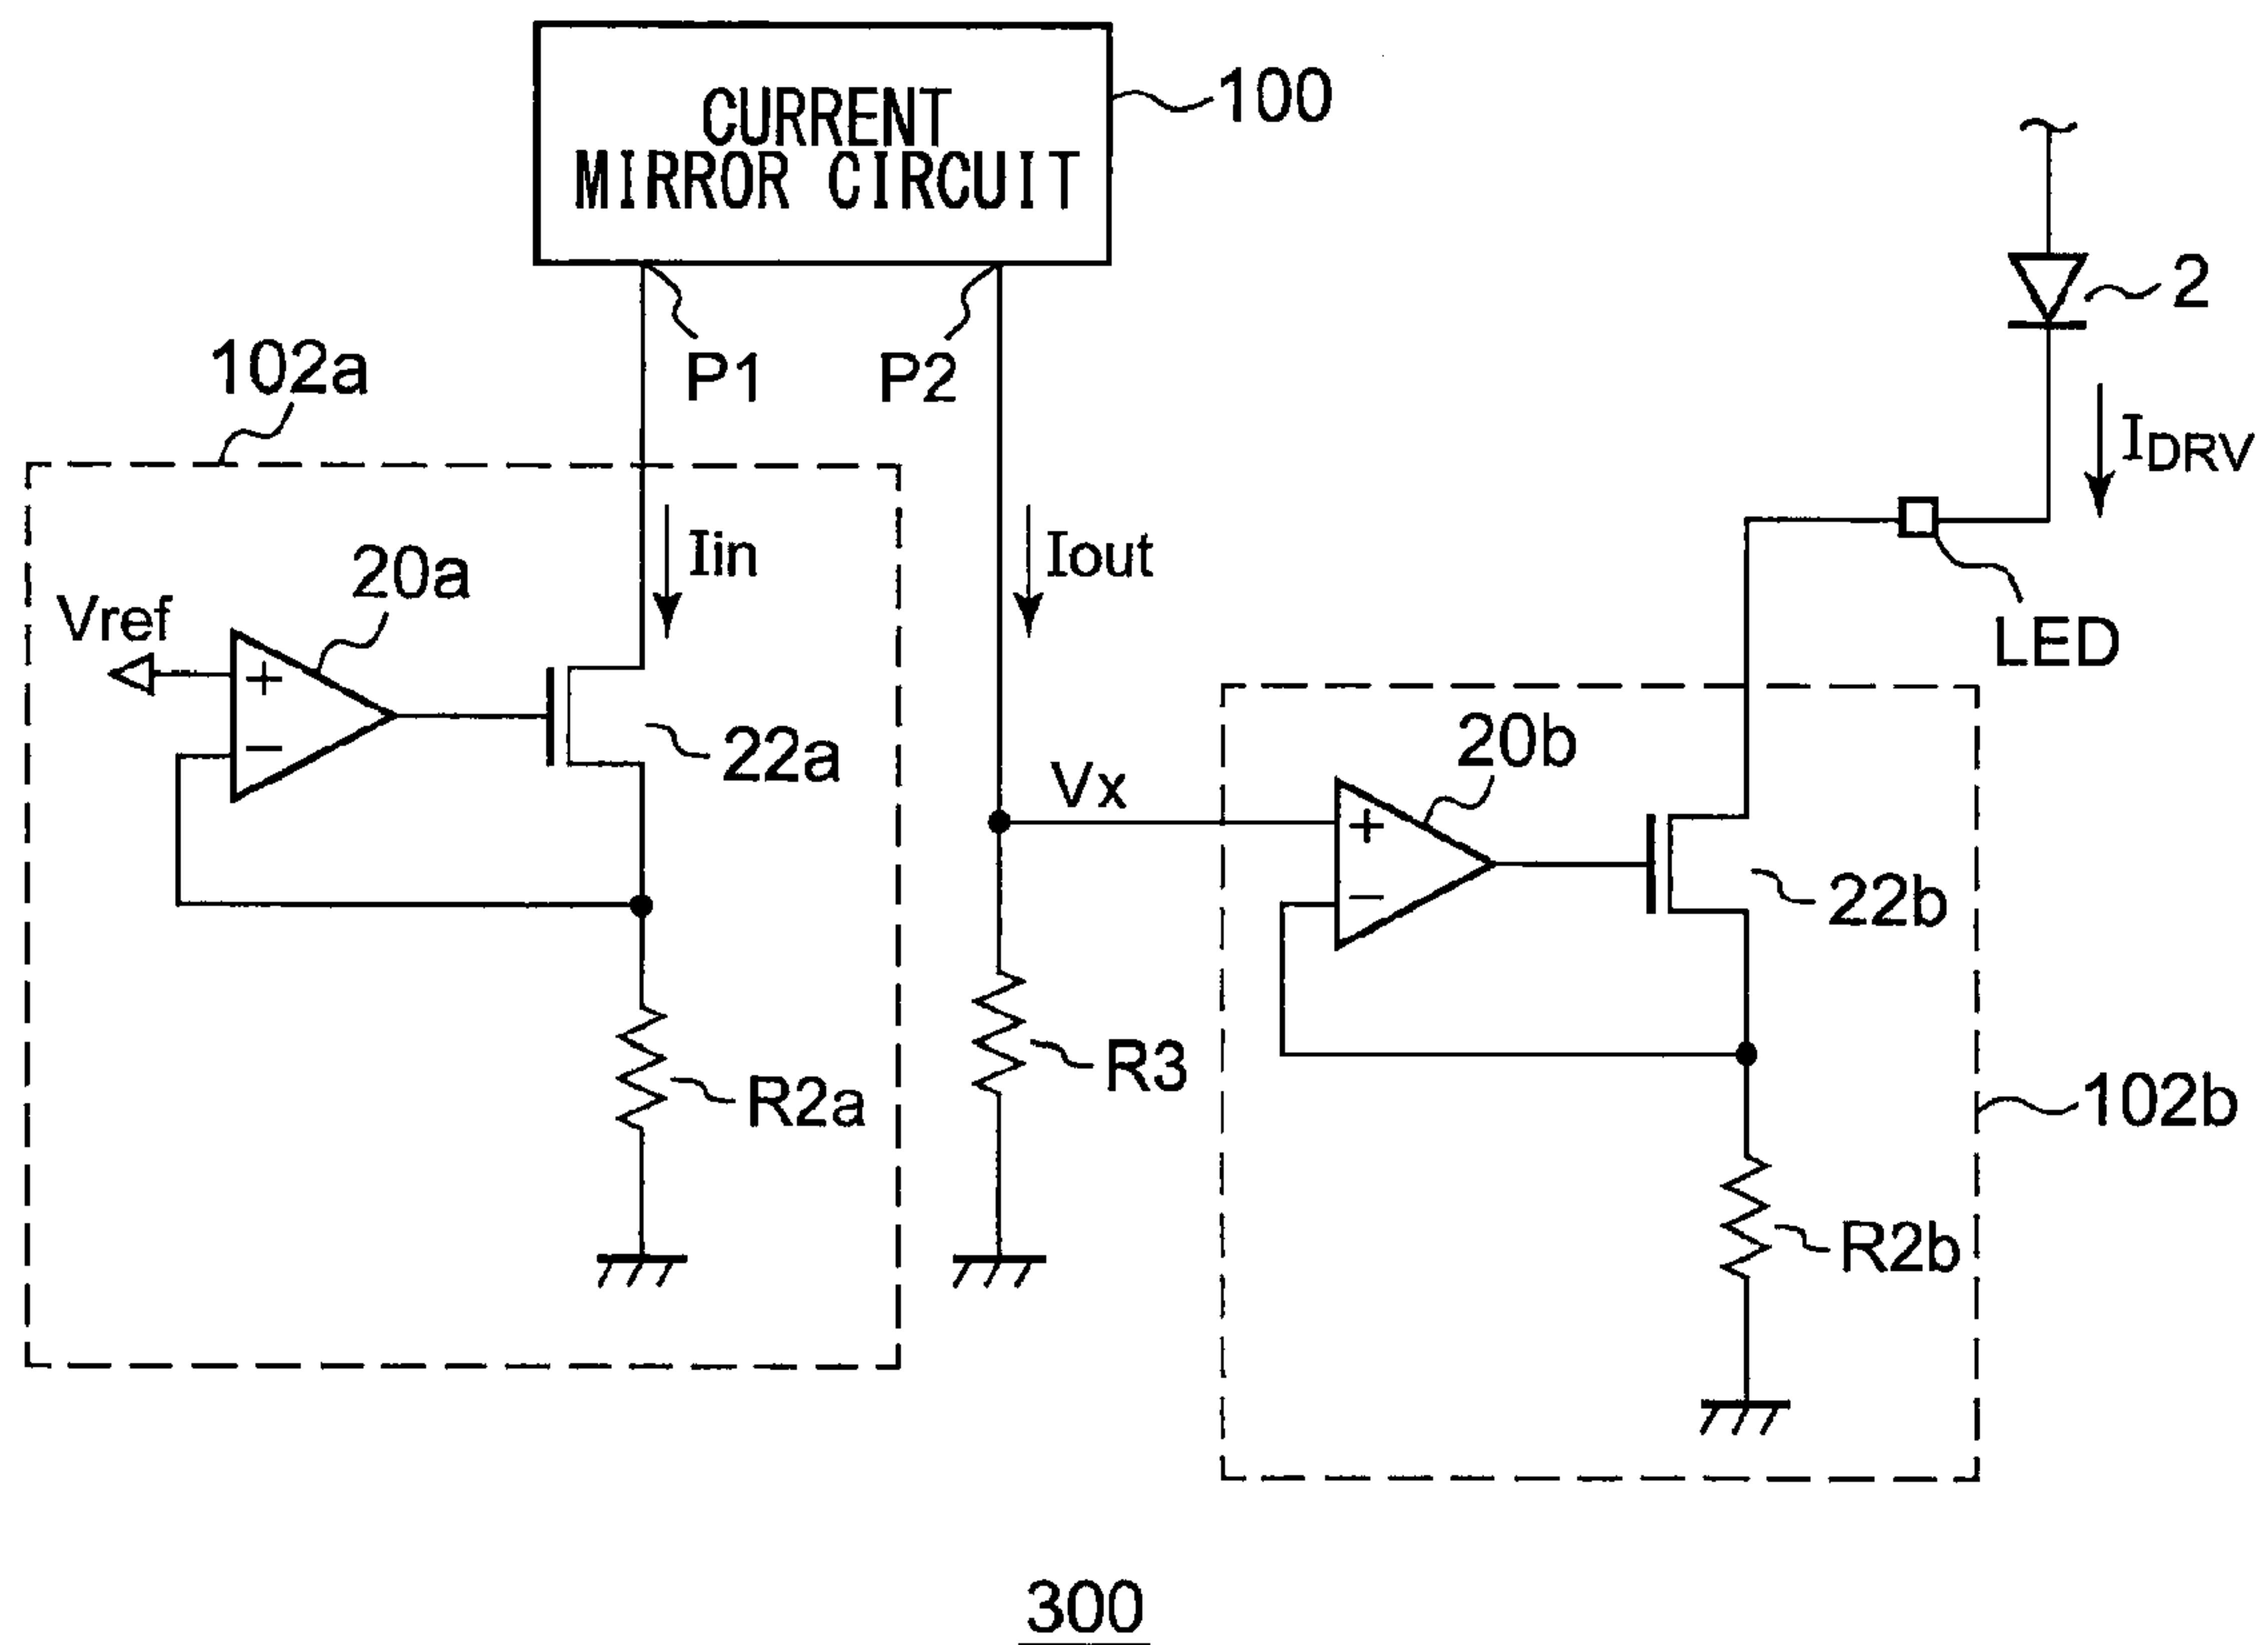 CURRENT
MIRROR CIRCUIT
100
2
P1
P2
102a
IDRV
Iin
Iout
20a
Vref
+
−
LED
22a
20b
Vx
+
−
22b
R3
R2a
102b
R2b
300